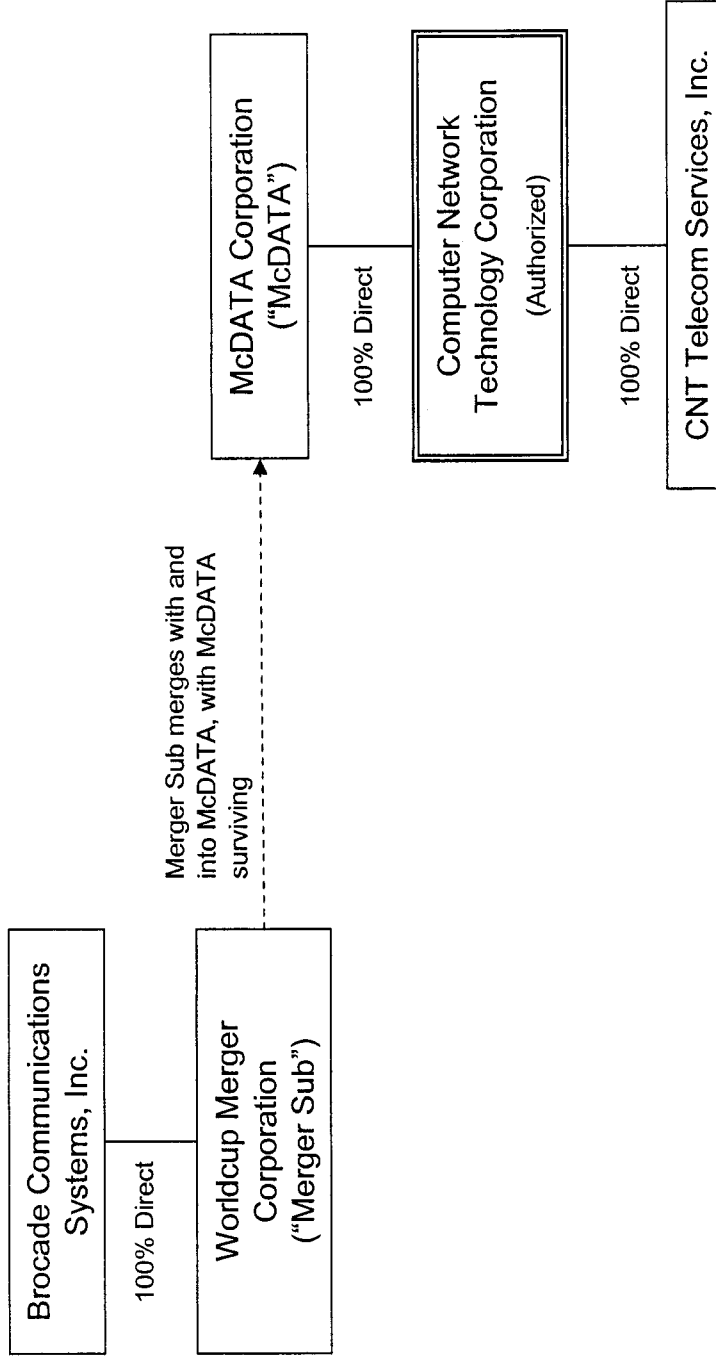 Brocade Communications
Systems, Inc.
100% Direct
Worldcup Merger
Corporation
("Merger Sub")
Merger Sub merges with and
into McDATA, with McDATA
surviving
McDATA Corporation
("McDATA")
100% Direct
Computer Network
Technology Corporation
(Authorized)
100% Direct
CNT Telecom Services, Inc.